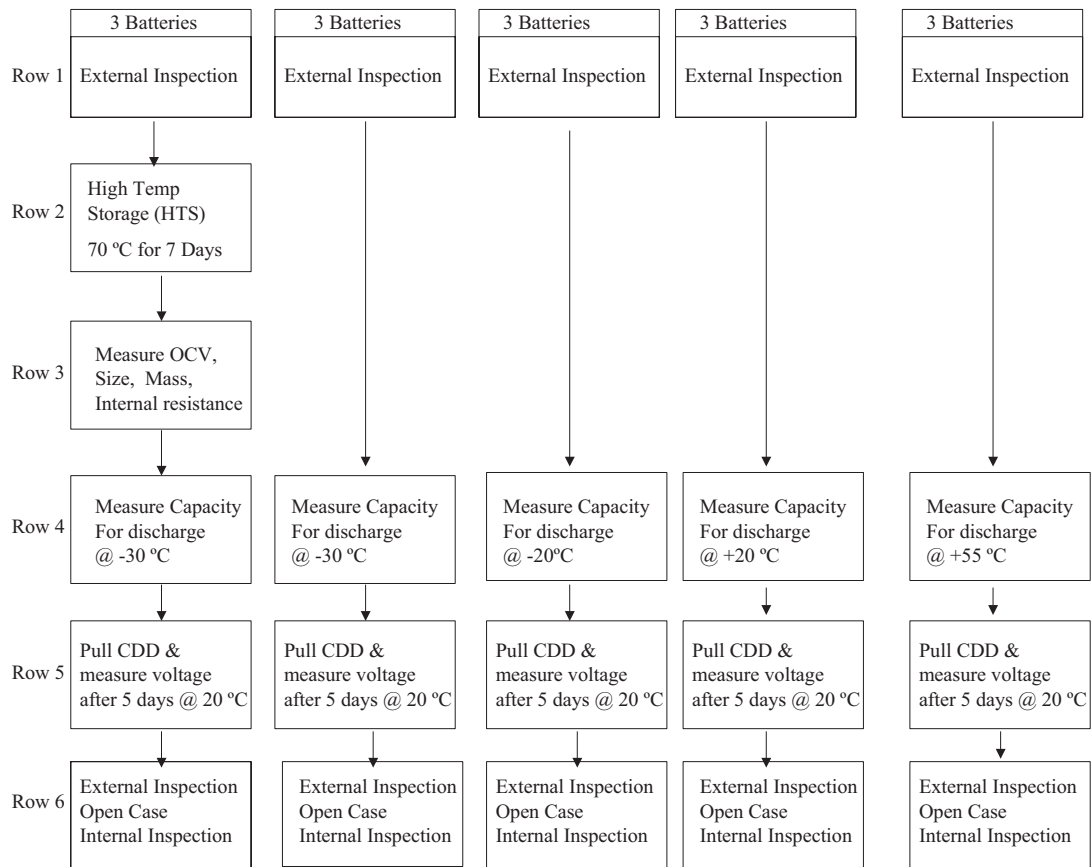 3 Batteries
3 Batteries
3 Batteries
3 Batteries
3 Batteries
Row 1
External Inspection
External Inspection
External Inspection
External Inspection
External Inspection
Row 2
High Temp
Storage (HTS)
70 ºC for 7 Days
Row 3
Measure OCV,
Size, Mass,
Internal resistance
Row 4
Measure Capacity
For discharge
@ -30 ºC
Measure Capacity
For discharge
@ -30 ºC
Measure Capacity
For discharge
@ -20ºC
Measure Capacity
For discharge
@ +20 ºC
Measure Capacity
For discharge
@ +55 ºC
Row 5
Pull CDD &
measure voltage
after 5 days @ 20 ºC
Pull CDD &
measure voltage
after 5 days @ 20 ºC
Pull CDD &
measure voltage
after 5 days @ 20 ºC
Pull CDD &
measure voltage
after 5 days @ 20 ºC
Pull CDD &
measure voltage
after 5 days @ 20 ºC
Row 6
External Inspection
Open Case
Internal Inspection
External Inspection
Open Case
Internal Inspection
External Inspection
Open Case
Internal Inspection
External Inspection
Open Case
Internal Inspection
External Inspection
Open Case
Internal Inspection